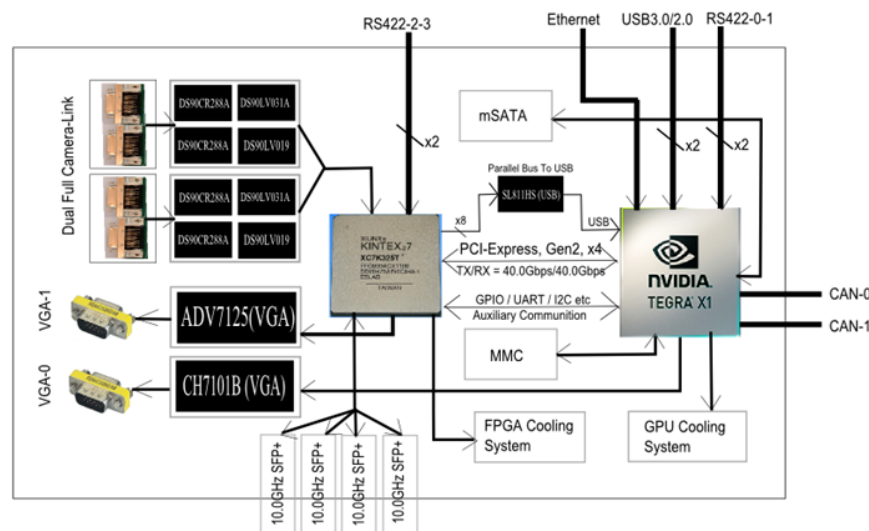 RS422-2-3
Ethernet
USB3.0/2.0
RS422-0-1
Dual Full Camera-Link
DS90CR288A
DS90LV031A
DS90CR288A
DS90LV019
DS90CR288A
DS90LV031A
DS90CR288A
DS90LV019
x2
mSATA
x2
x2
Parallel Bus To USB
SL811HS (USB)
x8
USB
XILINX
KINTEX 7
XC7K325T
TAIWAN
PCI-Express, Gen2, x4
TX/RX = 40.0Gbps/40.0Gbps
GPIO / UART / I2C etc
Auxiliary Communition
NVIDIA.
TEGRA X1
CAN-0
CAN-1
VGA-1
ADV7125(VGA)
VGA-0
CH7101B (VGA)
MMC
FPGA Cooling
System
GPU Cooling
System
10.0GHz SFP+
10.0GHz SFP+
10.0GHz SFP+
10.0GHz SFP+